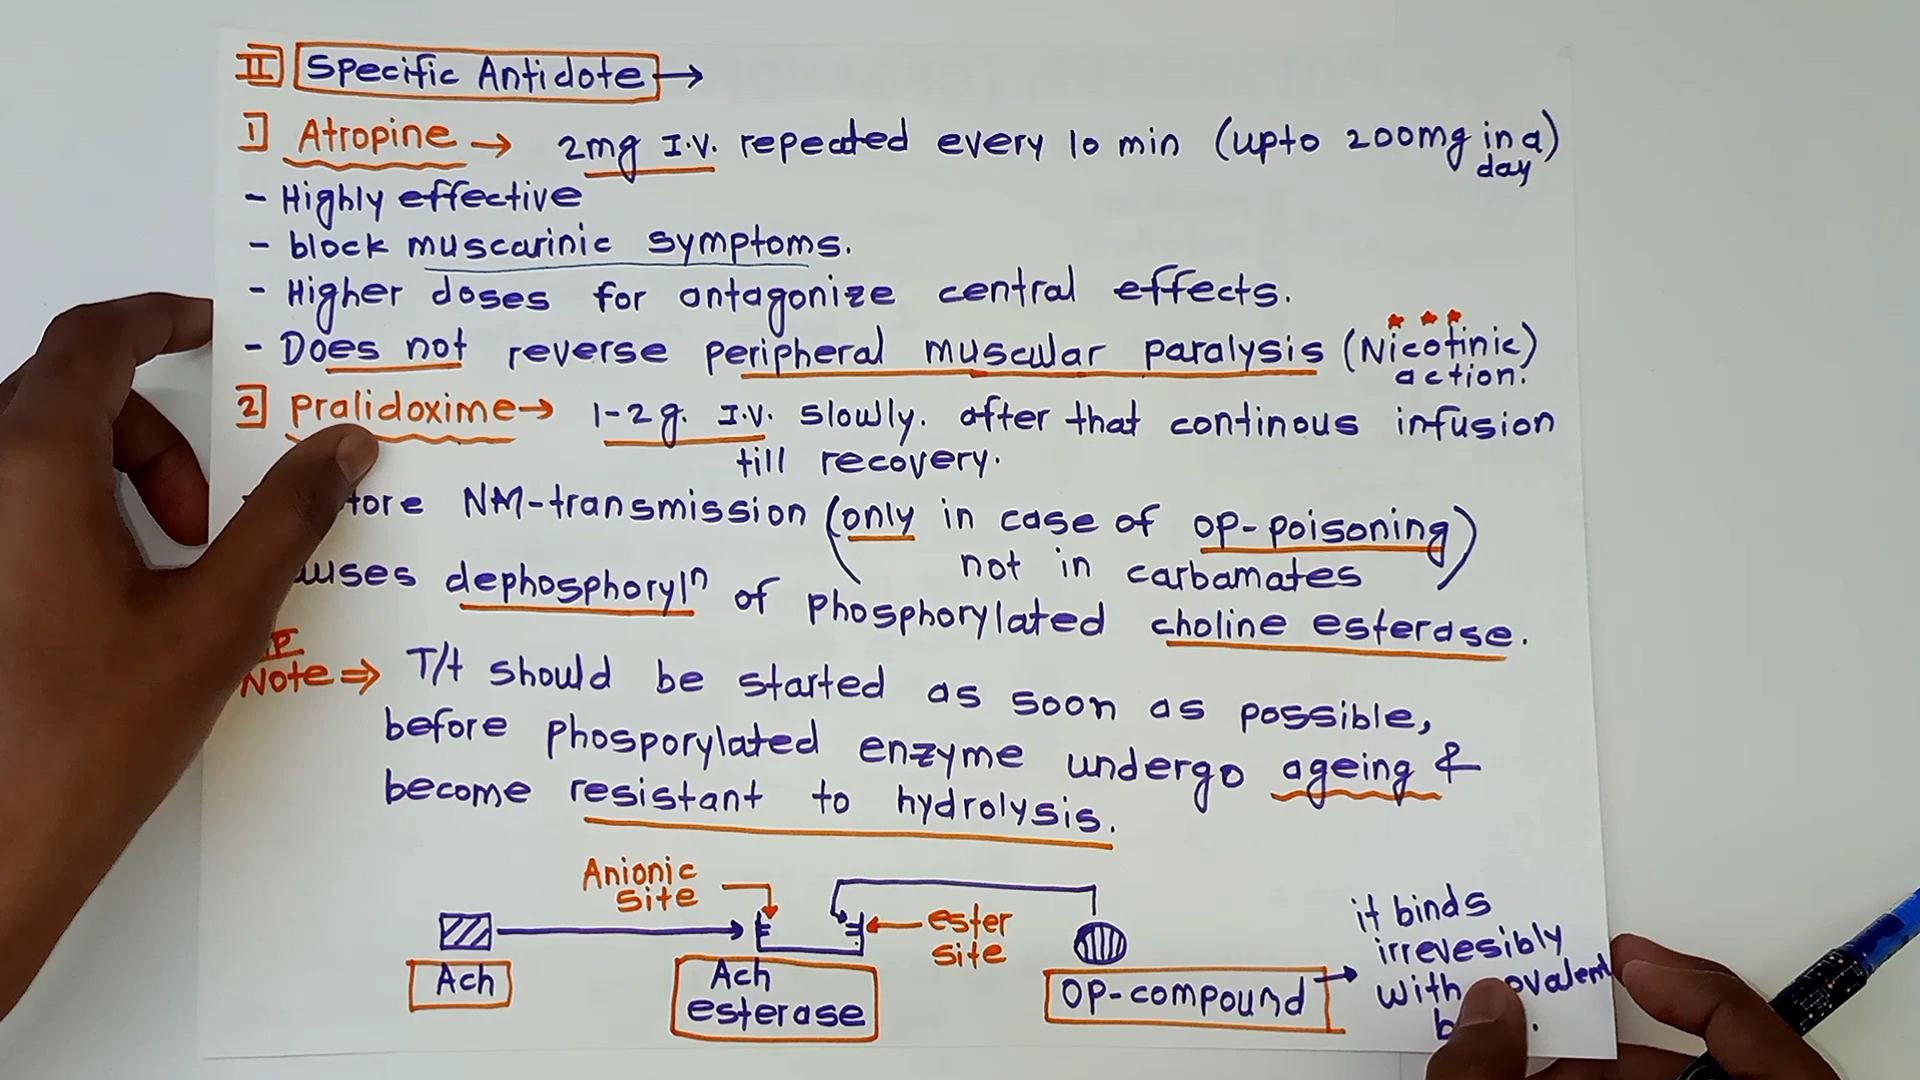 II Specific Antidote →
1] Atropine → 2mg I.V. repeated every 10 min (upto 200mg in a day)
- Highly effective
- block muscarinic symptoms.
- Higher doses for antagonize central effects.
- Does not reverse peripheral muscular paralysis (Nicotinic) action.
2] Pralidoxime → 1-2 g. I.V. slowly. after that continous infusion
till recovery.
NM-transmission (only in case of OP-poisoning)
not in carbamates
dephosphorylⁿ of phosphorylated choline esterase.
Note ⇒ T/t should be started as soon as possible,
before phosporylated enzyme undergo ageing &
become resistant to hydrolysis.
Anionic
site
ester
site
Ach
Ach
esterase
OP-compound →
it binds
irrevesibly
with